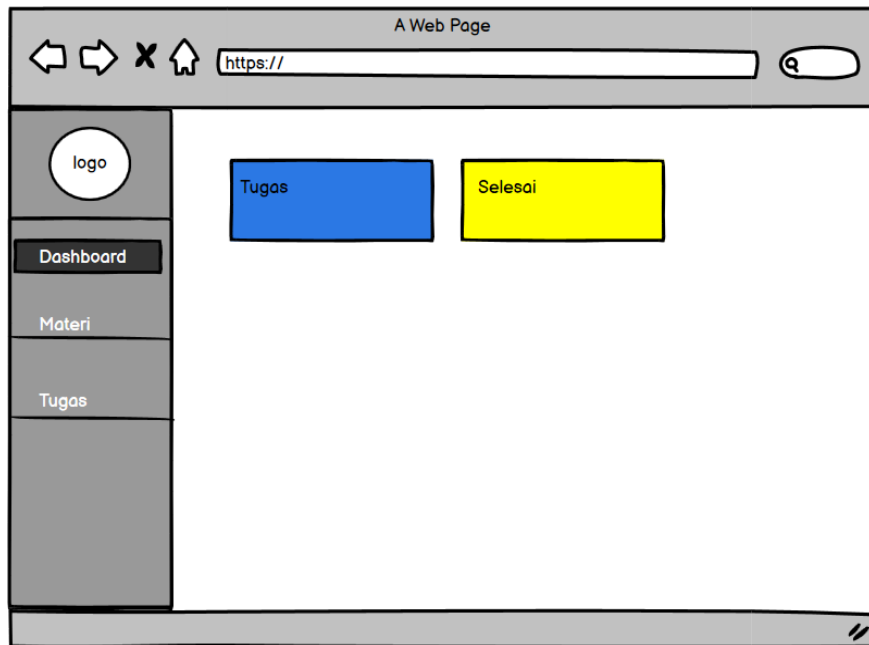 A Web Page
https://
logo
Dashboard
Materi
Tugas
Tugas
Selesai